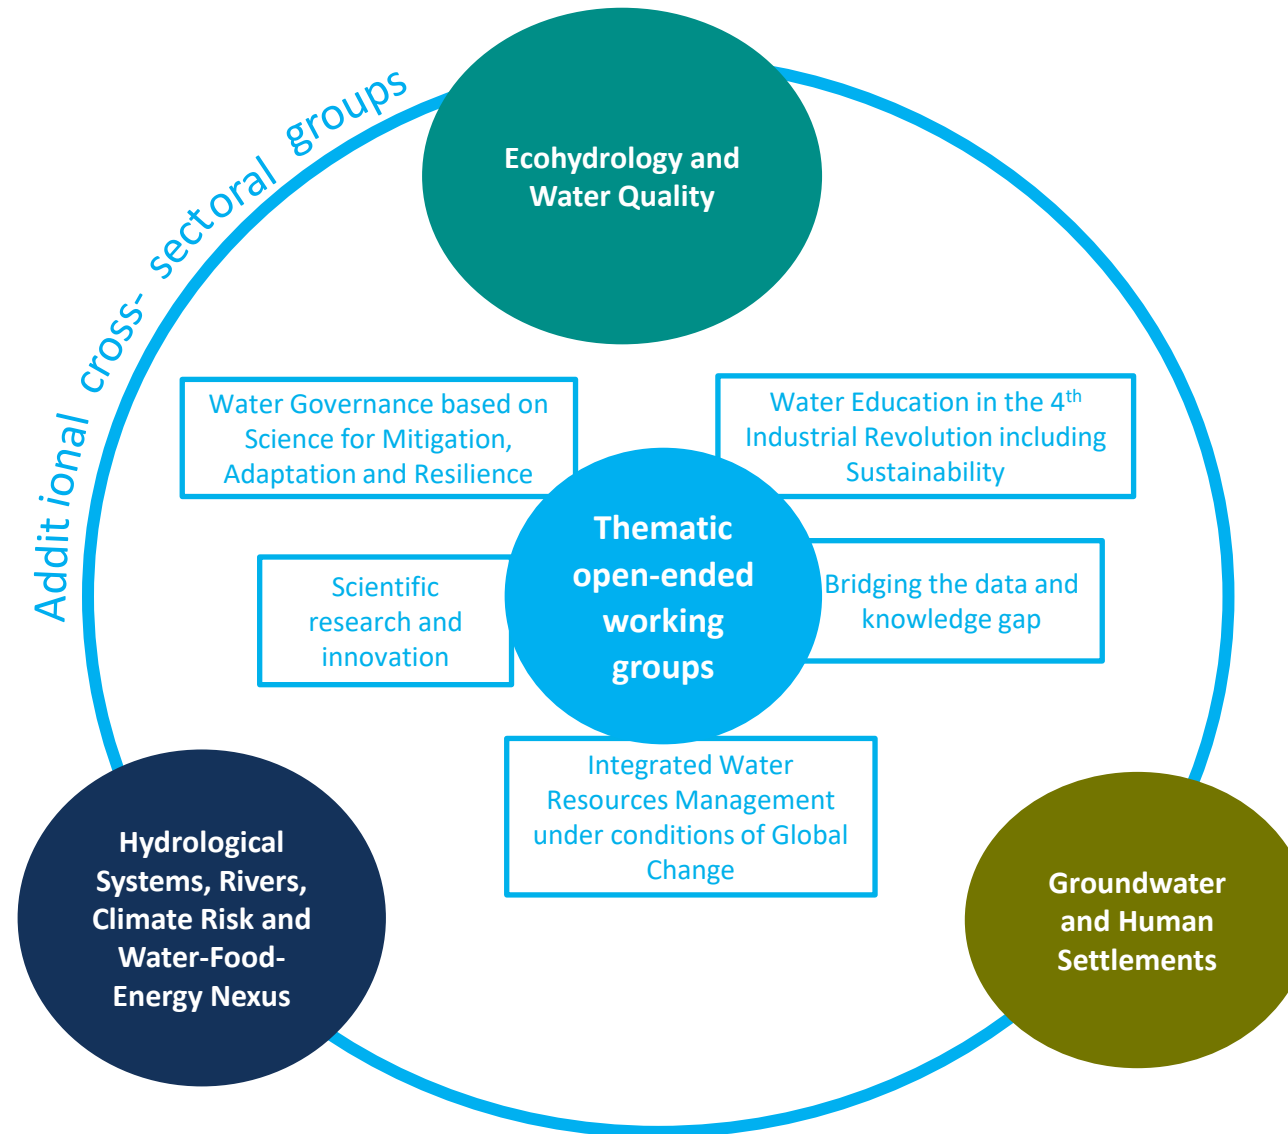 Additional cross- sectoral groups
Ecohydrology and
Water Quality
Water Governance based on
Science for Mitigation,
Adaptation and Resilience
Water Education in the 4th
Industrial Revolution including
Sustainability
Thematic
open-ended
working
groups
Scientific
research and
innovation
Bridging the data and
knowledge gap
Integrated Water
Resources Management
under conditions of Global
Change
Hydrological
Systems, Rivers,
Climate Risk and
Water-Food-
Energy Nexus
Groundwater
and Human
Settlements